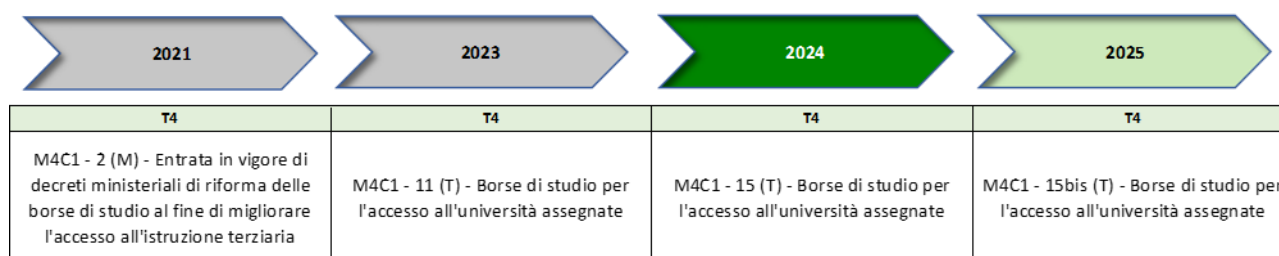 2021
2023
2024
2025
T4
T4
T4
T4
M4C1 - 2 (M) - Entrata in vigore di
decreti ministeriali di riforma delle
borse di studio al fine di migliorare
l'accesso all'istruzione terziaria
M4C1 - 11 (T) - Borse di studio per
l'accesso all'università assegnate
M4C1 - 15 (T) - Borse di studio per
l'accesso all'università assegnate
M4C1 - 15bis (T) - Borse di studio per
l'accesso all'università assegnate